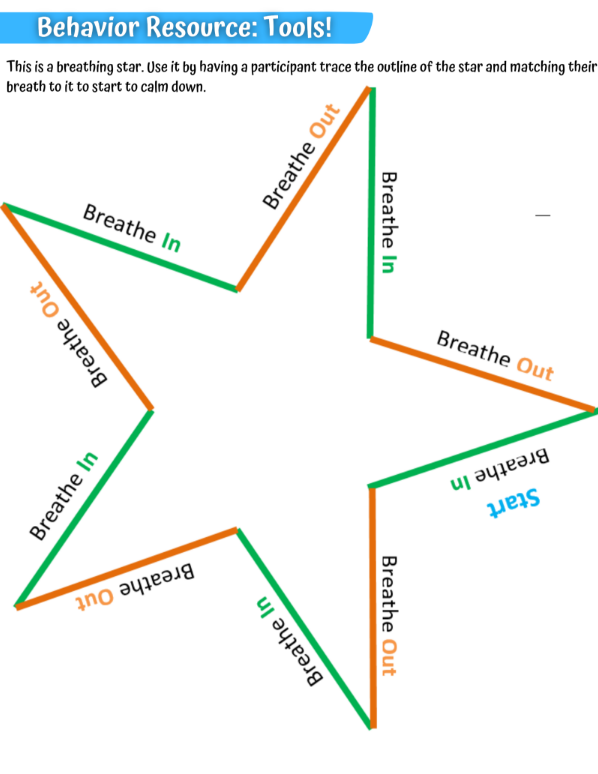 Behavior Resource: Tools!
This is a breathing star. Use it by having a participant trace the outline of the star and matching their
breath to it to start to calm down.
Breathe Out
Breathe In
Breathe In
Breathe Out
Breathe Out
Breathe In
Start
Breathe In
Breathe Out
Breathe In
Breathe Out